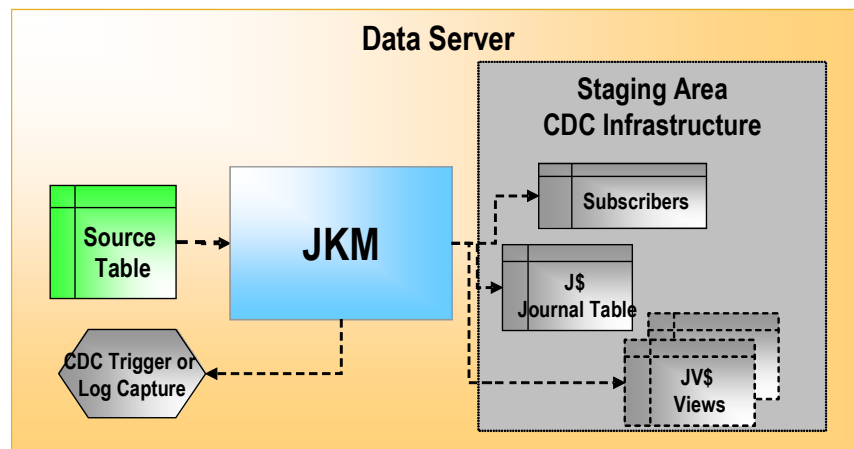 Data Server
Staging Area
CDC Infrastructure
Subscribers
Source
Table
JKM
J$
Journal Table
CDC Trigger or
Log Capture
JV$
Views